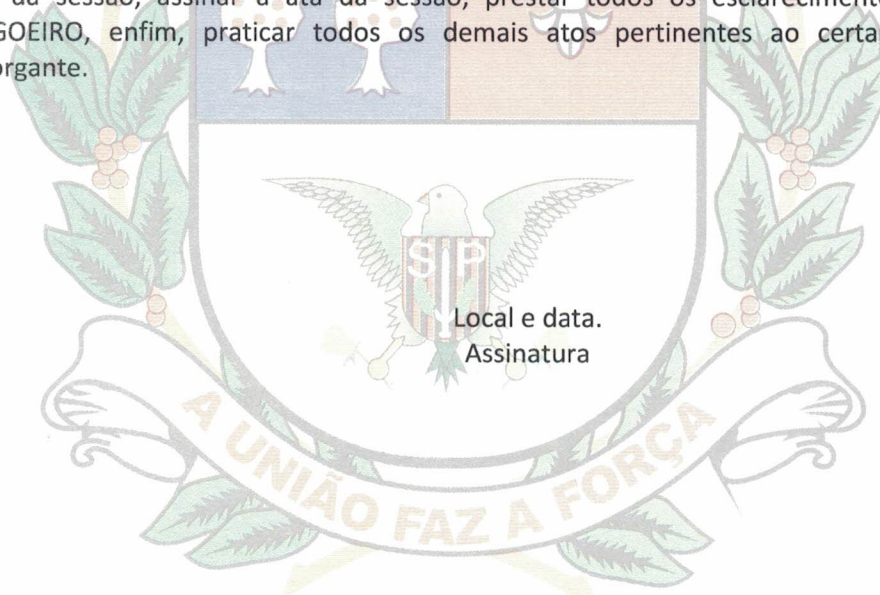 da sessão, assinar a ata da sessão, prestar todos os esclarecimento
GOEIRO, enfim, praticar todos os demais atos pertinentes ao certa
organte.
S P
Local e data.
Assinatura
A UNIÃO FAZ A FORÇA